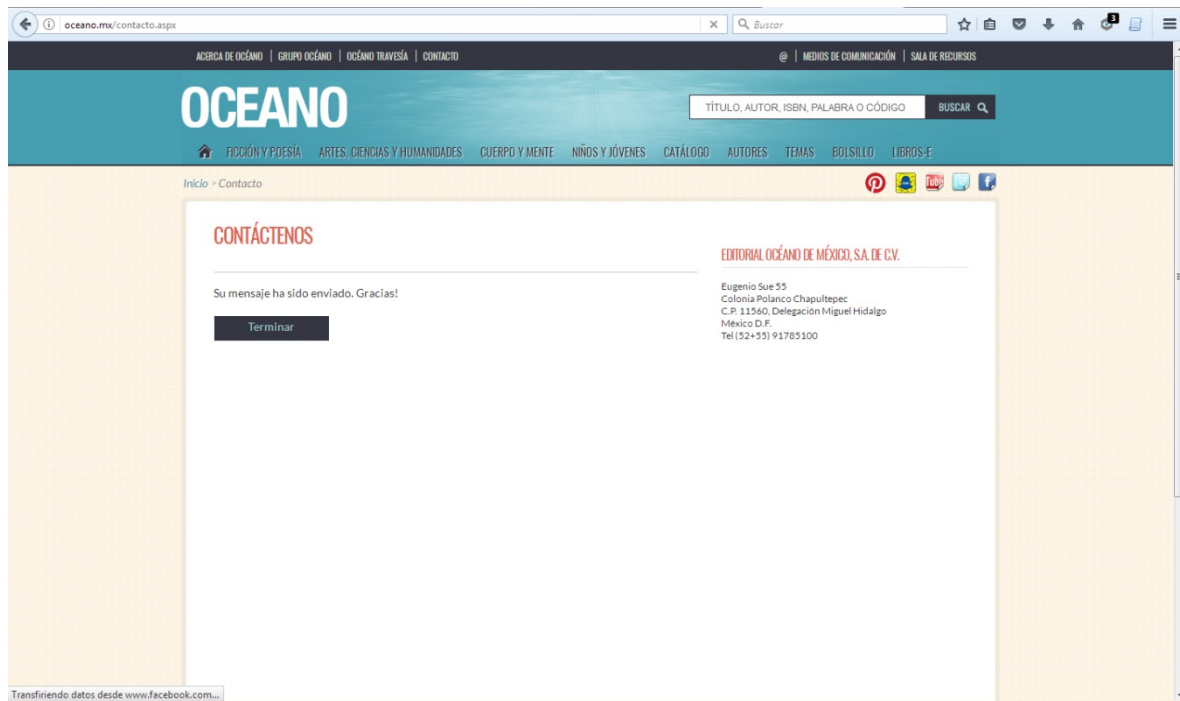 oceano.mx/contacto.aspx
Buscar
3
ACERCA DE OCÉANO | GRUPO OCÉANO | OCÉANO TRAVESÍA | CONTACTO
@ | MEDIOS DE COMUNICACIÓN | SALA DE RECURSOS
OCEANO
TÍTULO, AUTOR, ISBN, PALABRA O CÓDIGO
BUSCAR
FICCIÓN Y POESÍA ARTES, CIENCIAS Y HUMANIDADES CUERPO Y MENTE NIÑOS Y JÓVENES CATÁLOGO AUTORES TEMAS BOLSILLO LIBROS-E
Inicio > Contacto
Tube
CONTÁCTENOS
Su mensaje ha sido enviado. Gracias!
Terminar
EDITORIAL OCÉANO DE MÉXICO, S.A. DE C.V.
Eugenio Sue 55
Colonia Polanco Chapultepec
C.P. 11560, Delegación Miguel Hidalgo
México D.F.
Tel (52+55) 91785100
Transfiriendo datos desde www.facebook.com...